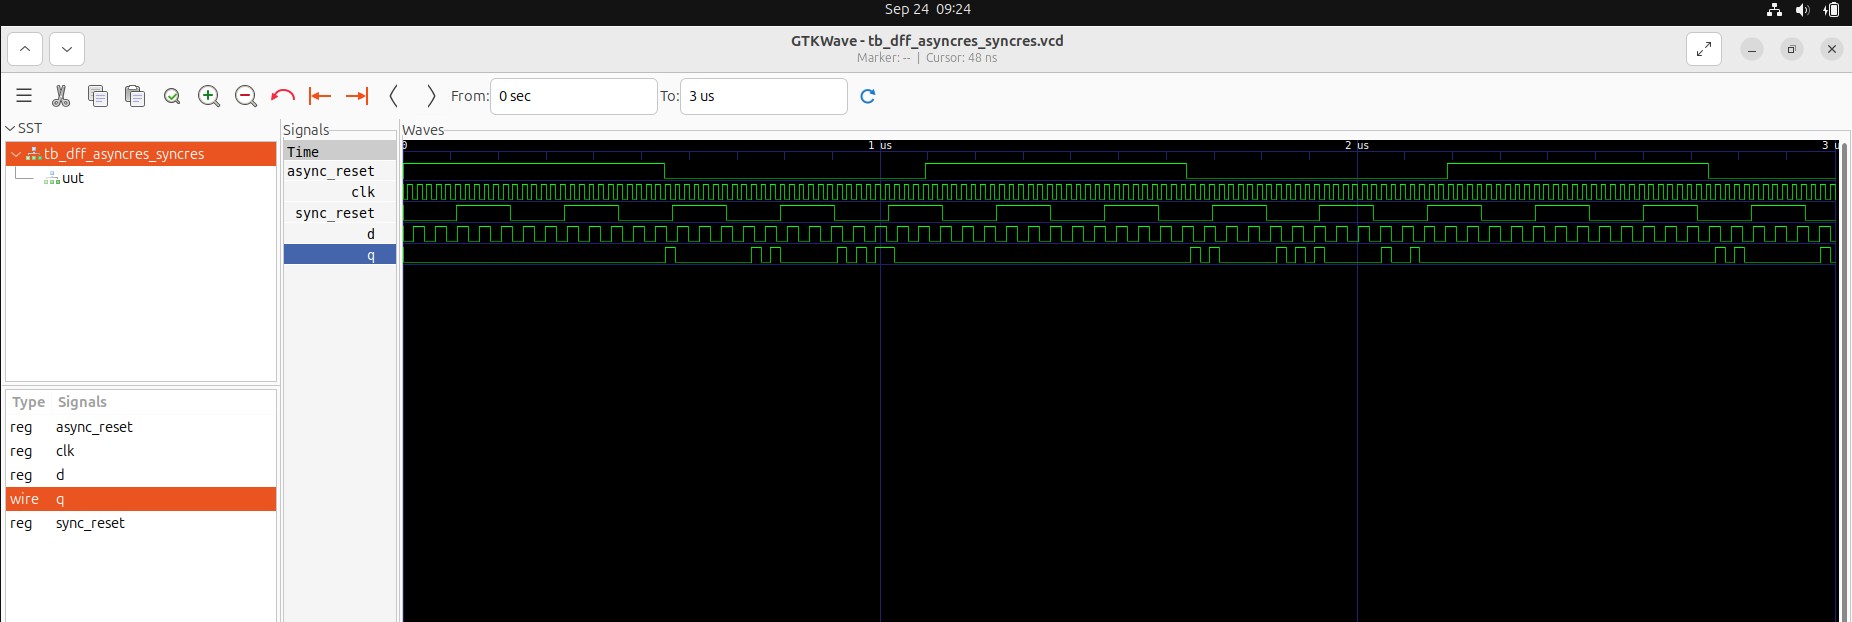 Sep 24 09:24
GTKWave - tb_dff_asyncres_syncres.vcd
Marker: -- | Cursor: 48 ns
From: 0 sec To: 3 us
SST
tb_dff_asyncres_syncres
uut
Type Signals
reg async_reset
reg clk
reg d
wire q
reg sync_reset
Signals
Time
async_reset
clk
sync_reset
d
q
Waves
0 1 us 2 us 3 u